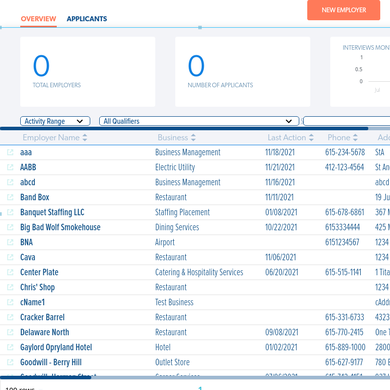 NEW EMPLOYER
OVERVIEW APPLICANTS
0
TOTAL EMPLOYERS
0
NUMBER OF APPLICANTS
INTERVIEWS MON
1
0.5
0
Activity Range All Qualifiers
Employer Name Business Last Action Phone Add
aaa Business Management 11/18/2021 615-234-5678 StA
AABB Electric Utility 11/21/2021 412-123-4564 St An
abcd Business Management 11/16/2021 abcd
Band Box Restaurant 11/11/2021 19 Ju
Banquet Staffing LLC Staffing Placement 01/08/2021 615-678-6861 367 M
Big Bad Wolf Smokehouse Dining Services 10/22/2021 6153334444 425 M
BNA Airport 6151234567 1234
Cava Restaurant 11/06/2021 1234
Center Plate Catering & Hospitality Services 06/20/2021 615-515-1141 1 Tita
Chris' Shop Restaurant 1234
cName1 Test Business cAdd
Cracker Barrel Restaurant 615-331-6733 4323
Delaware North Restaurant 09/08/2021 615-770-2415 One T
Gaylord Opryland Hotel Hotel 01/02/2021 615-889-1000 2800
Goodwill - Berry Hill Outlet Store 615-627-9177 780 B